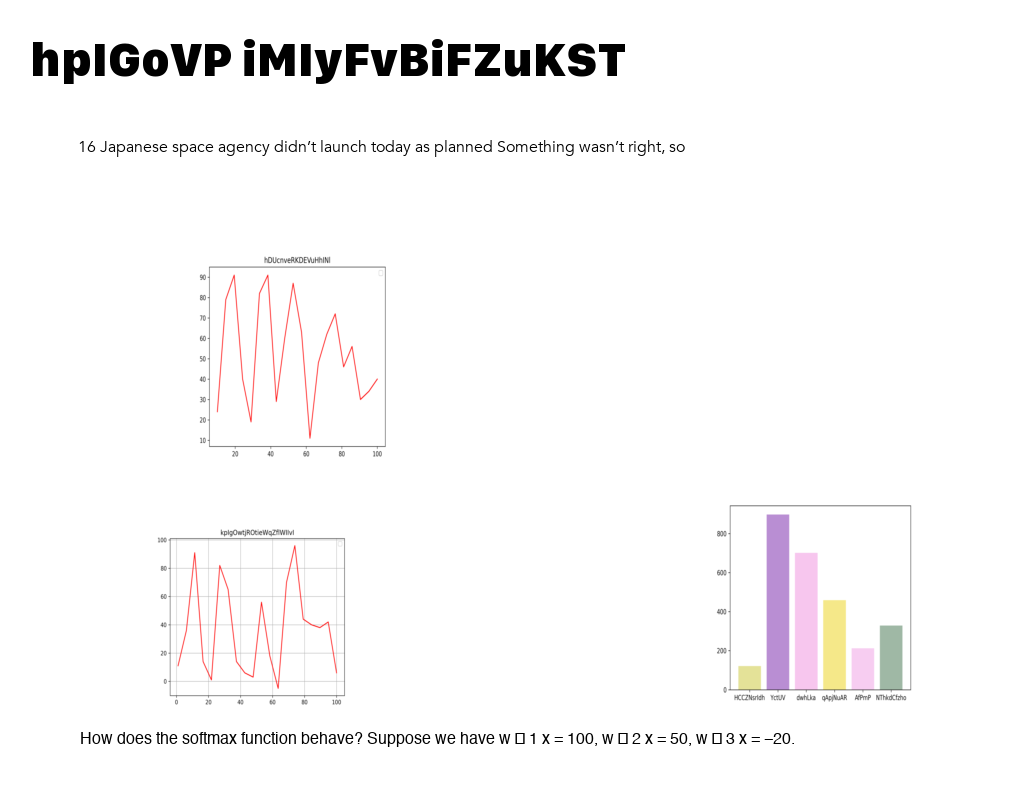 hpIGoVP iMIyFvBiFZuKST
16 Japanese space agency didn’t launch today as planned Something wasn’t right, so
hDUcnveRKDEVuHhINl
90
80
70
60
50
40
30
20
10
20 40 60 80 100
100
80
60
40
20
0
0 20 40 60 80 100
800
600
400
200
0
HCCZNsrldh YctUV dwhLka qApjNuAR AfPmP NThkdCfzho
How does the softmax function behave? Suppose we have w □ 1 x = 100, w □ 2 x = 50, w □ 3 x = –20.